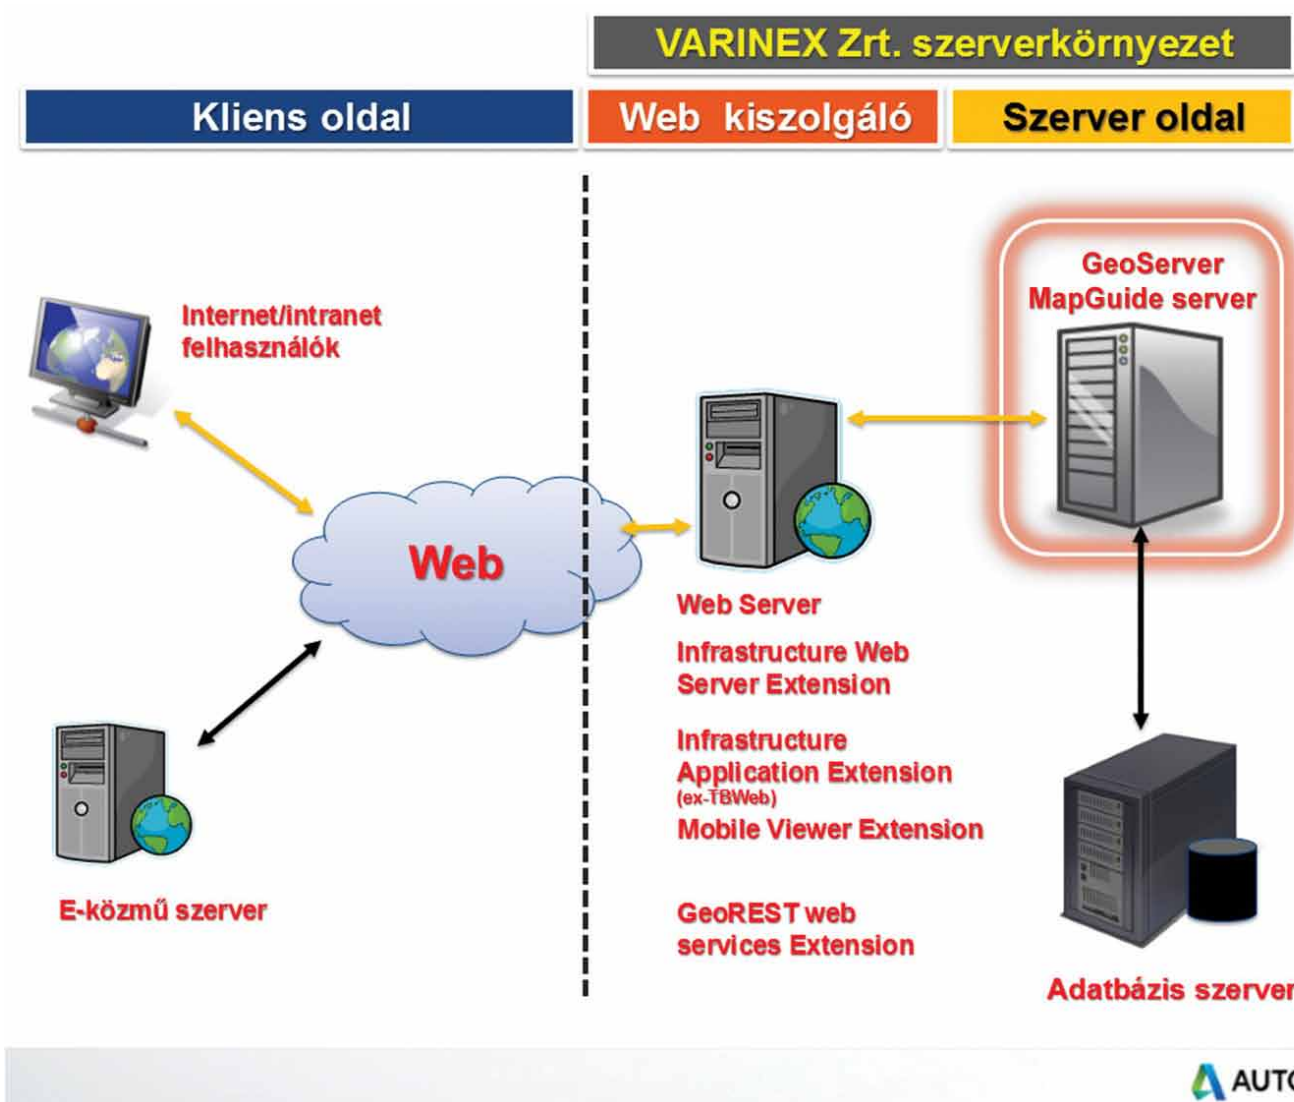 VARINEX Zrt. szerverkörnyezet
Kliens oldal
Web kiszolgáló
Szerver oldal
GeoServer
MapGuide server
Internet/intranet
felhasználók
Web
Web Server
Infrastructure Web
Server Extension
Infrastructure
Application Extension
(ex-TBWeb)
Mobile Viewer Extension
GeoREST web
services Extension
E-közmű szerver
Adatbázis szerver